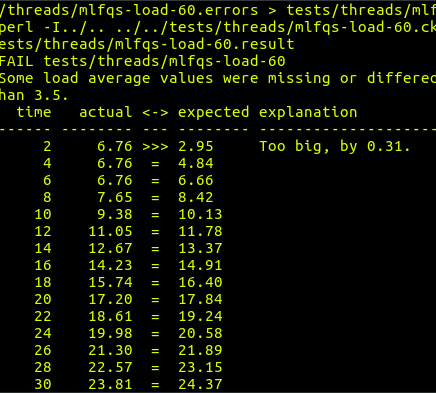 /threads/mlfqs-load-60.errors > tests/threads/mlf
perl -I../.. ../../tests/threads/mlfqs-load-60.ck
ests/threads/mlfqs-load-60.result
FAIL tests/threads/mlfqs-load-60
Some load average values were missing or differed
han 3.5.
  time   actual <-> expected explanation
------ -------- --- -------- --------------------
     2     6.76 >>> 2.95     Too big, by 0.31.
     4     6.76  =  4.84
     6     6.76  =  6.66
     8     7.65  =  8.42
    10     9.38  =  10.13
    12    11.05  =  11.78
    14    12.67  =  13.37
    16    14.23  =  14.91
    18    15.74  =  16.40
    20    17.20  =  17.84
    22    18.61  =  19.24
    24    19.98  =  20.58
    26    21.30  =  21.89
    28    22.57  =  23.15
    30    23.81  =  24.37